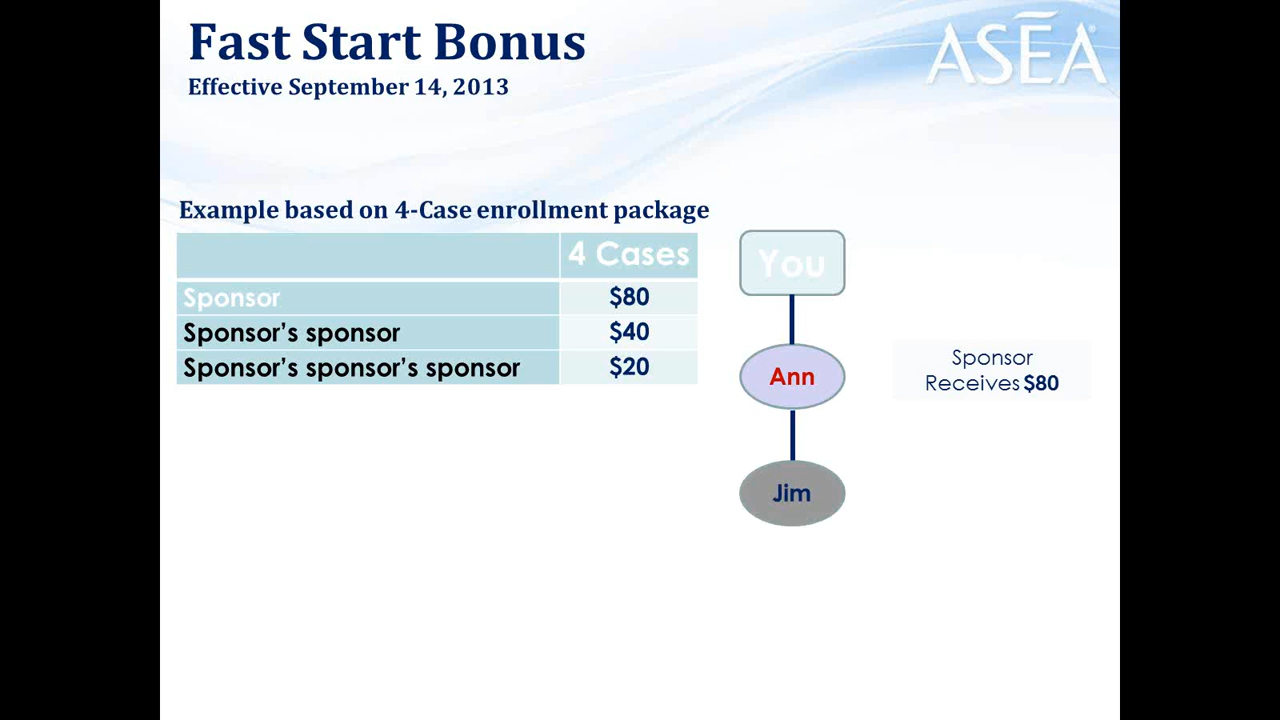 Fast Start Bonus
ASEA
Effective September 14, 2013
Example based on 4-Case enrollment package
4 Cases
Sponsor $80
Sponsor’s sponsor $40
Sponsor’s sponsor’s sponsor $20
You
Ann
Jim
Sponsor
Receives $80